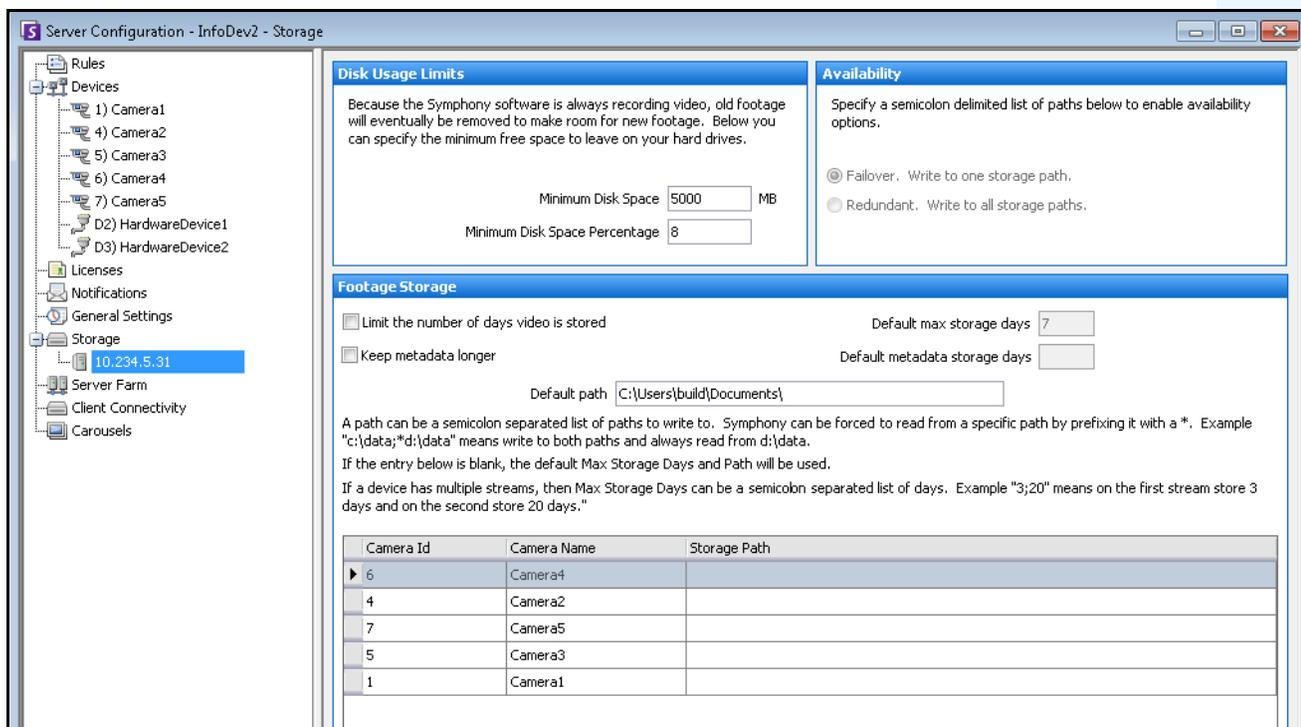 Server Configuration - InfoDev2 - Storage
Rules
Devices
1) Camera1
4) Camera2
5) Camera3
6) Camera4
7) Camera5
D2) HardwareDevice1
D3) HardwareDevice2
Licenses
Notifications
General Settings
Storage
10.234.5.31
Server Farm
Client Connectivity
Carousels
Disk Usage Limits
Because the Symphony software is always recording video, old footage
will eventually be removed to make room for new footage. Below you
can specify the minimum free space to leave on your hard drives.
Minimum Disk Space 5000 MB
Minimum Disk Space Percentage 8
Availability
Specify a semicolon delimited list of paths below to enable availability
options.
Failover. Write to one storage path.
Redundant. Write to all storage paths.
Footage Storage
Limit the number of days video is stored Default max storage days 7
Keep metadata longer Default metadata storage days
Default path C:\Users\build\Documents\
A path can be a semicolon separated list of paths to write to. Symphony can be forced to read from a specific path by prefixing it with a *. Example
"c:\data;*d:\data" means write to both paths and always read from d:\data.
If the entry below is blank, the default Max Storage Days and Path will be used.
If a device has multiple streams, then Max Storage Days can be a semicolon separated list of days. Example "3;20" means on the first stream store 3
days and on the second store 20 days."
Camera Id Camera Name Storage Path
6 Camera4
4 Camera2
7 Camera5
5 Camera3
1 Camera1